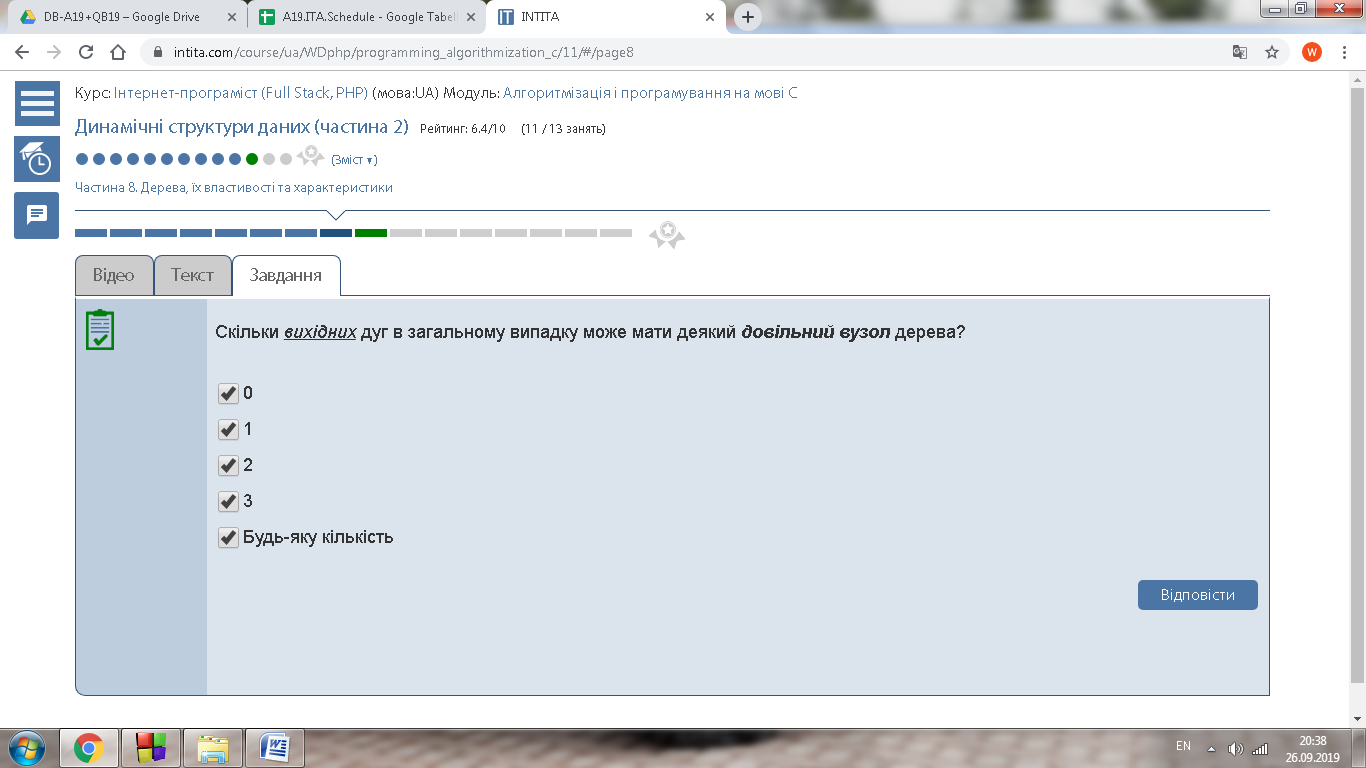 DB-A19+QB19 – Google Drive
A19.ITA.Schedule - Google Tabel
INTITA
intita.com/course/ua/WDphp/programming_algorithmization_c/11/#/page8
W
Курс: Інтернет-програміст (Full Stack, PHP) (мова:UA) Модуль: Алгоритмізація і програмування на мові С
Динамічні структури даних (частина 2) Рейтинг: 6.4/10 (11 / 13 занять)
(Зміст ▾)
Частина 8. Дерева, їх властивості та характеристики
Відео Текст Завдання
Скільки вихідних дуг в загальному випадку може мати деякий довільний вузол дерева?
0
1
2
3
Будь-яку кількість
Відповісти
EN
20:38
26.09.2019